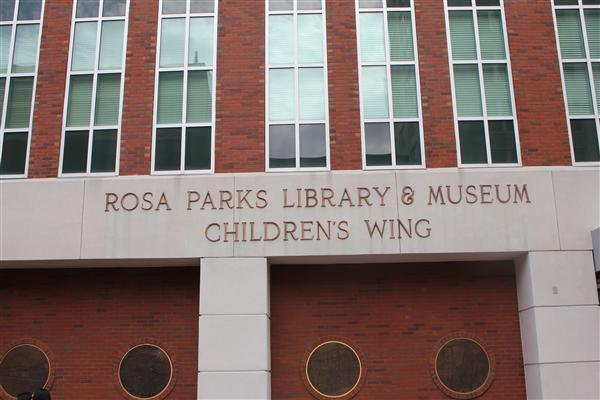 ROSA PARKS LIBRARY & MUSEUM
CHILDREN'S WING